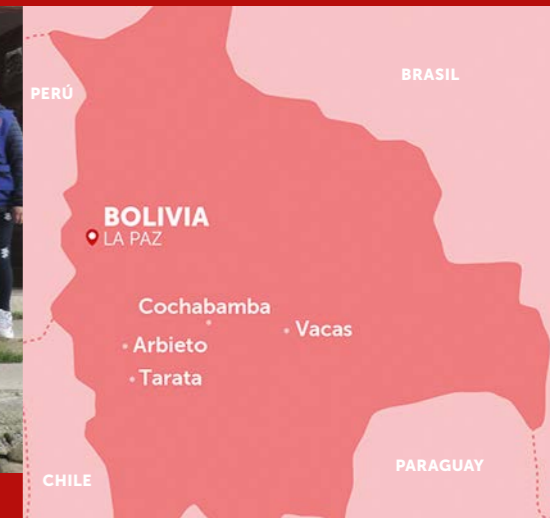 BRASIL
PERÚ
BOLIVIA
LA PAZ
Cochabamba
Vacas
Arbieto
Tarata
PARAGUAY
CHILE